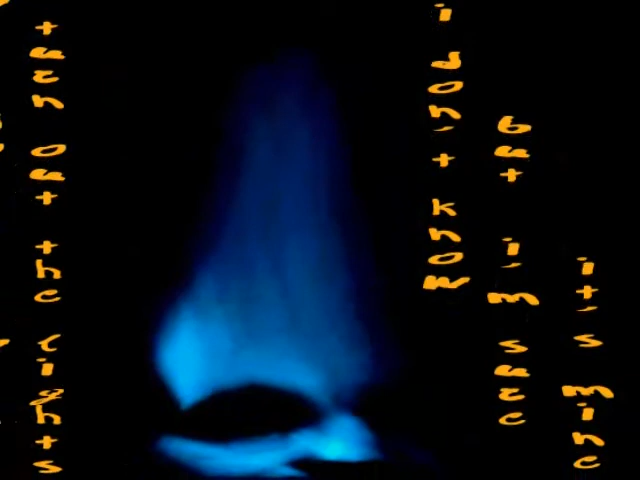 turn out the lights
i don't know
but i'm sure
it's mine